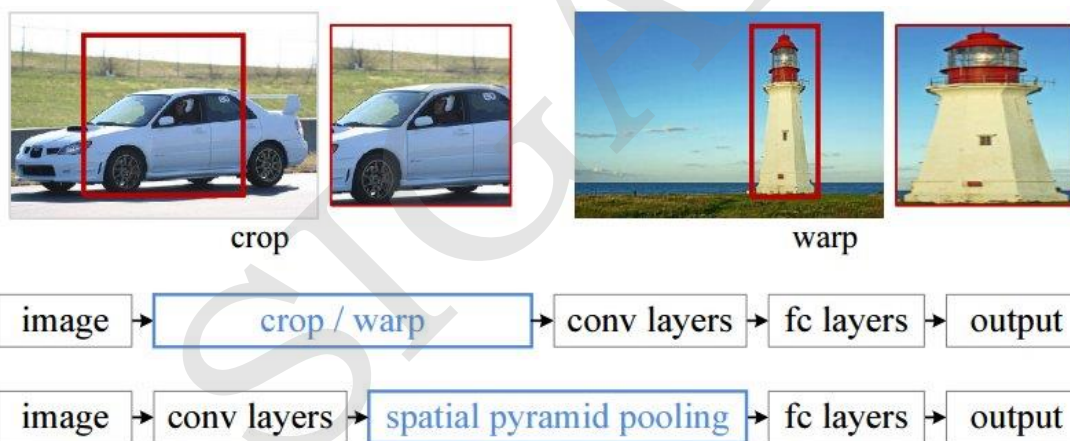 crop
warp
image crop / warp conv layers fc layers output
image conv layers spatial pyramid pooling fc layers output